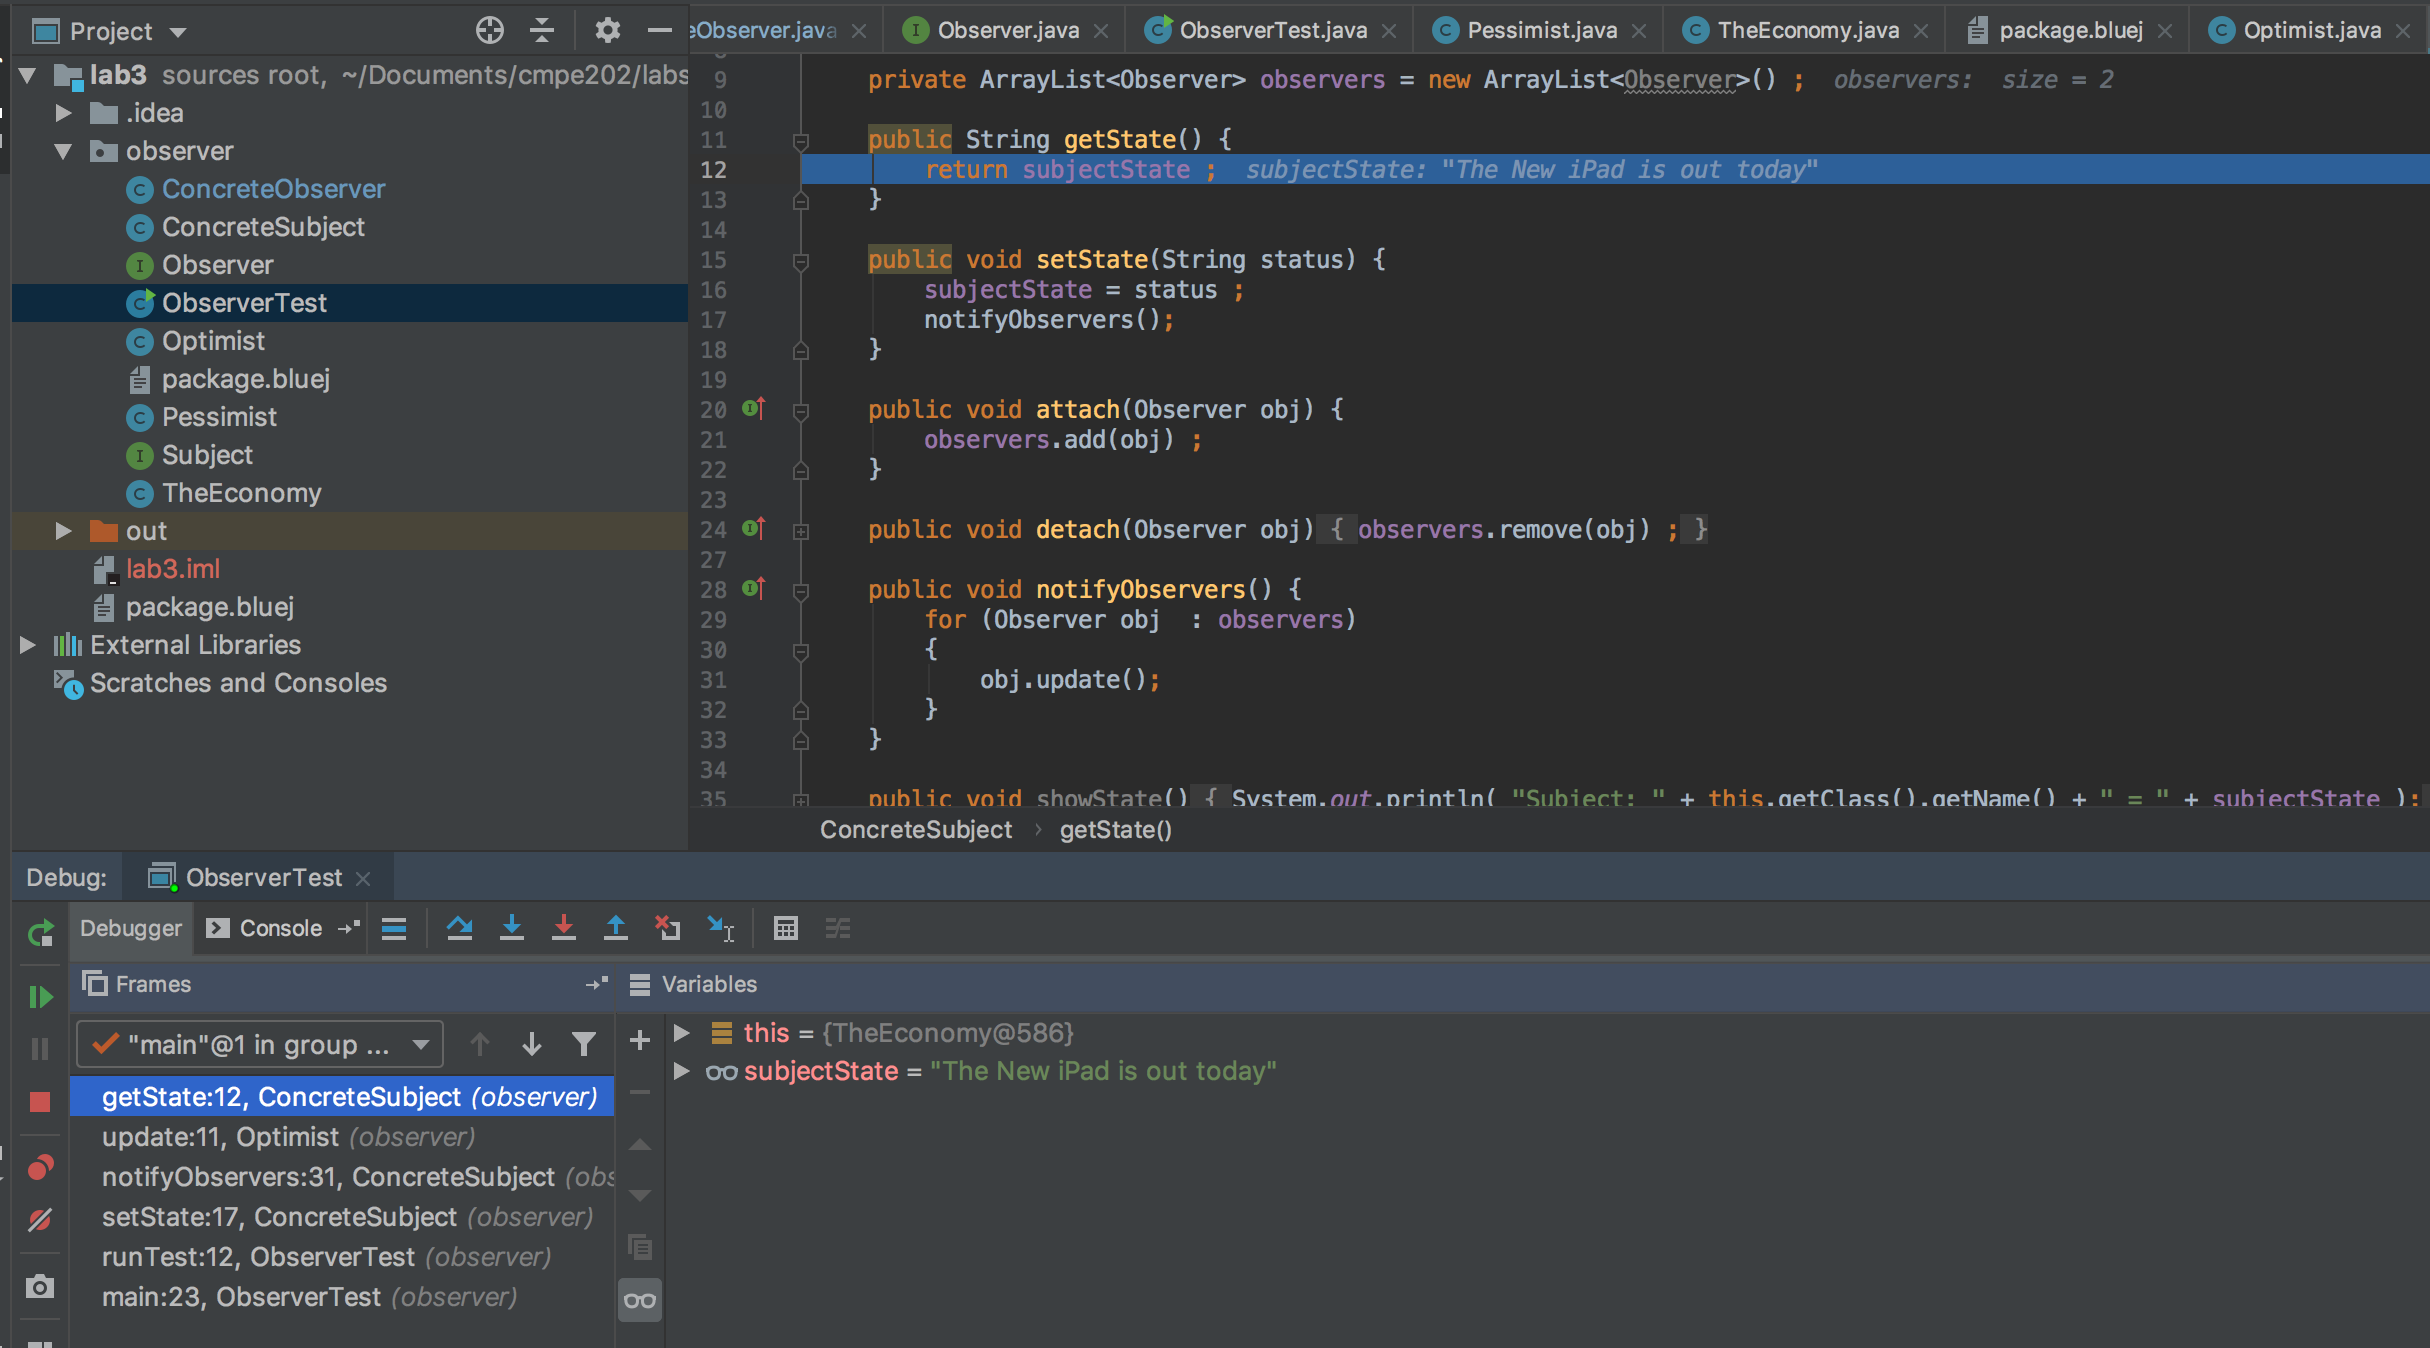 Project
lab3 sources root, ~/Documents/cmpe202/labs
.idea
observer
ConcreteObserver
ConcreteSubject
Observer
ObserverTest
Optimist
package.bluej
Pessimist
Subject
TheEconomy
out
lab3.iml
package.bluej
External Libraries
Scratches and Consoles
eObserver.java
Observer.java
ObserverTest.java
Pessimist.java
TheEconomy.java
package.bluej
Optimist.java
9 private ArrayList<Observer> observers = new ArrayList<Observer>() ; observers: size = 2
10
11 public String getState() {
12 return subjectState ; subjectState: "The New iPad is out today"
13 }
14
15 public void setState(String status) {
16 subjectState = status ;
17 notifyObservers();
18 }
19
20 public void attach(Observer obj) {
21 observers.add(obj) ;
22 }
23
24 public void detach(Observer obj) { observers.remove(obj) ; }
27
28 public void notifyObservers() {
29 for (Observer obj : observers)
30 {
31 obj.update();
32 }
33 }
34
35 public void showState() { System.out.println( "Subject: " + this.getClass().getName() + " = " + subjectState );
ConcreteSubject › getState()
Debug: ObserverTest
Debugger Console
Frames
Variables
"main"@1 in group ...
getState:12, ConcreteSubject (observer)
update:11, Optimist (observer)
notifyObservers:31, ConcreteSubject (obs
setState:17, ConcreteSubject (observer)
runTest:12, ObserverTest (observer)
main:23, ObserverTest (observer)
this = {TheEconomy@586}
subjectState = "The New iPad is out today"